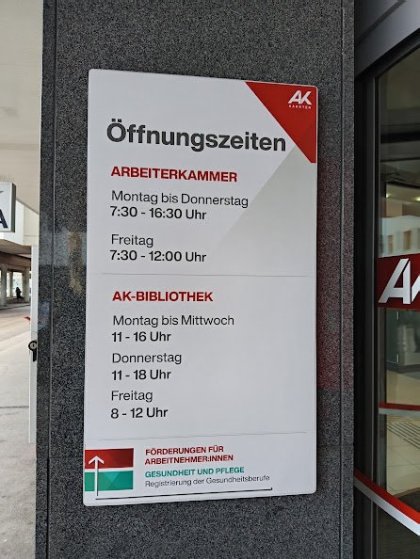 AK
KÄRNTEN
Öffnungszeiten
ARBEITERKAMMER
Montag bis Donnerstag
7:30 - 16:30 Uhr
Freitag
7:30 - 12:00 Uhr
AK-BIBLIOTHEK
Montag bis Mittwoch
11 - 16 Uhr
Donnerstag
11 - 18 Uhr
Freitag
8 - 12 Uhr
FÖRDERUNGEN FÜR
ARBEITNEHMER:INNEN
GESUNDHEIT UND PFLEGE
Registrierung der Gesundheitsberufe
A
AK